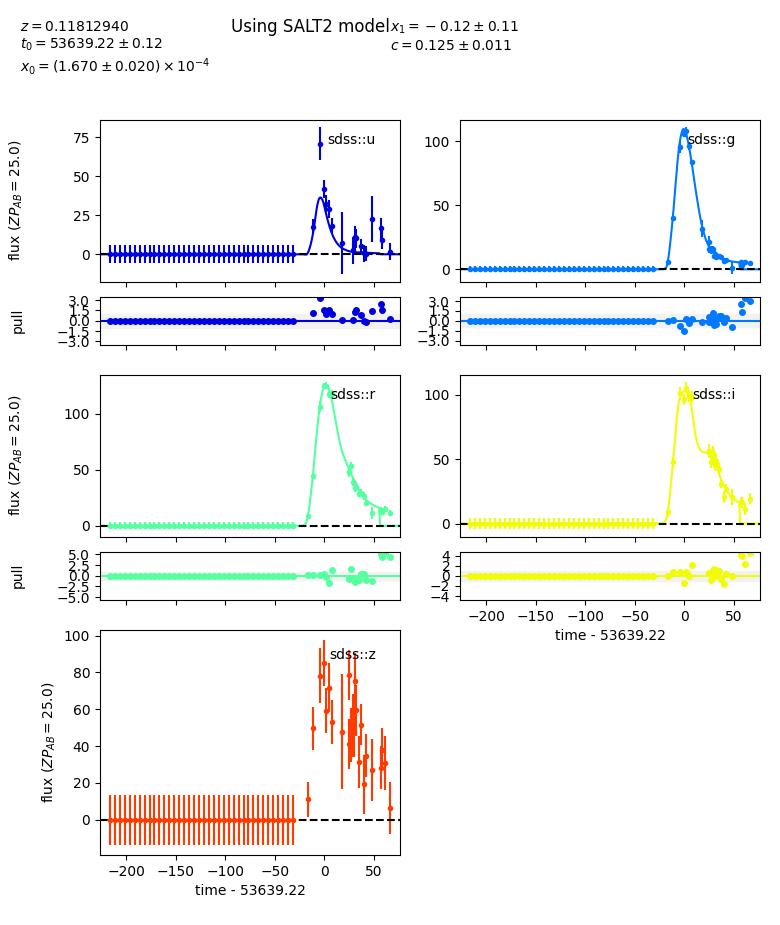 z = 0.11812940
Using SALT2 model
x₁ = −0.12 ± 0.11
t₀ = 53639.22 ± 0.12
c = 0.125 ± 0.011
x₀ = (1.670 ± 0.020) × 10⁻⁴
flux (ZP_AB = 25.0)
75
50
25
0
sdss::u
100
50
0
sdss::g
pull
3.0
1.5
0.0
−1.5
−3.0
3.0
1.5
0.0
−1.5
−3.0
flux (ZP_AB = 25.0)
100
50
0
sdss::r
100
50
0
sdss::i
pull
5.0
2.5
0.0
−2.5
−5.0
4
2
0
−2
−4
−200 −150 −100 −50 0 50
time - 53639.22
flux (ZP_AB = 25.0)
100
80
60
40
20
0
sdss::z
−200 −150 −100 −50 0 50
time - 53639.22